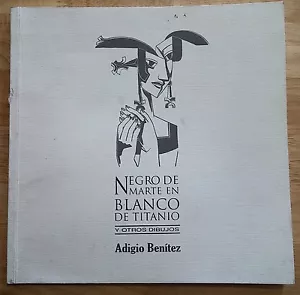 NEGRO DE
MARTE EN
BLANCO
DE TITANIO
Y OTROS DIBUJOS
Adigio Benítez